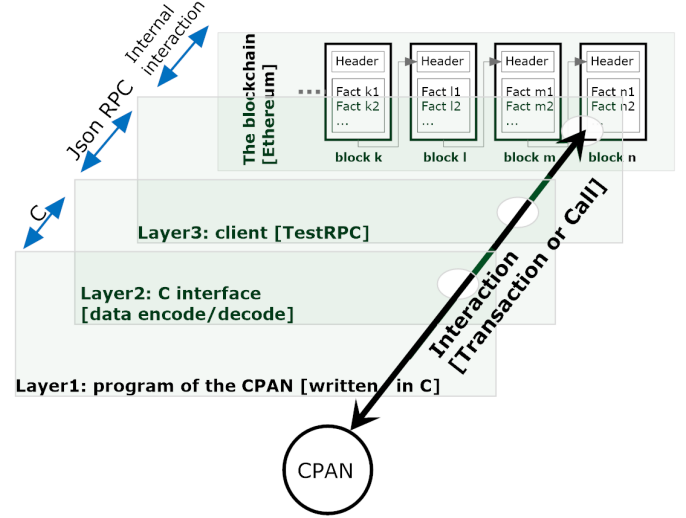 Internal
interaction
Json RPC
C
The blockchain
[Ethereum]
Header
Fact k1
Fact k2
...
block k
Header
Fact l1
Fact l2
...
block l
Header
Fact m1
Fact m2
...
block m
Header
Fact n1
Fact n2
...
block n
Layer3: client [TestRPC]
Layer2: C interface
[data encode/decode]
Layer1: program of the CPAN [written in C]
Interaction
[Transaction or Call]
CPAN